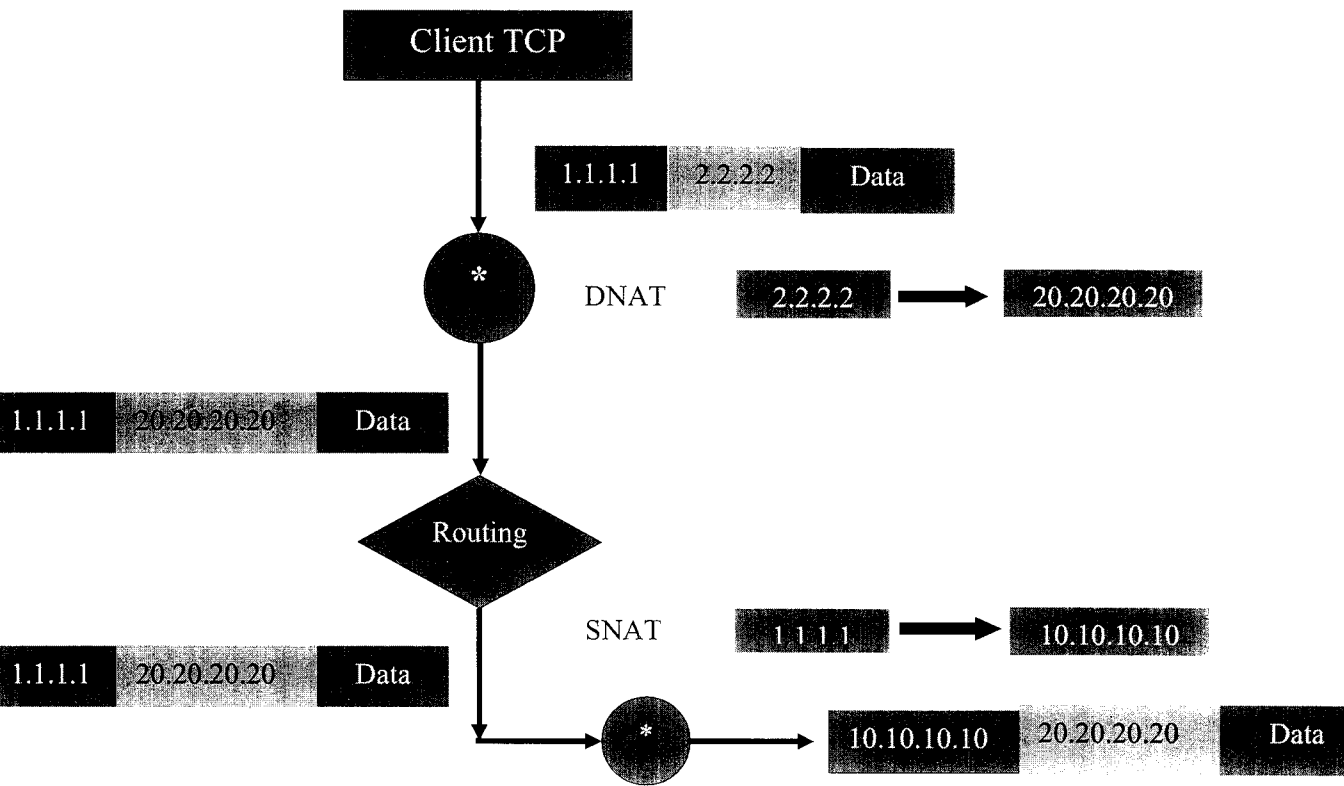 Client TCP
1.1.1.1 2.2.2.2 Data
*
DNAT 2.2.2.2 20.20.20.20
1.1.1.1 20.20.20.20 Data
Routing
SNAT 1.1.1.1 10.10.10.10
1.1.1.1 20.20.20.20 Data
* 10.10.10.10 20.20.20.20 Data